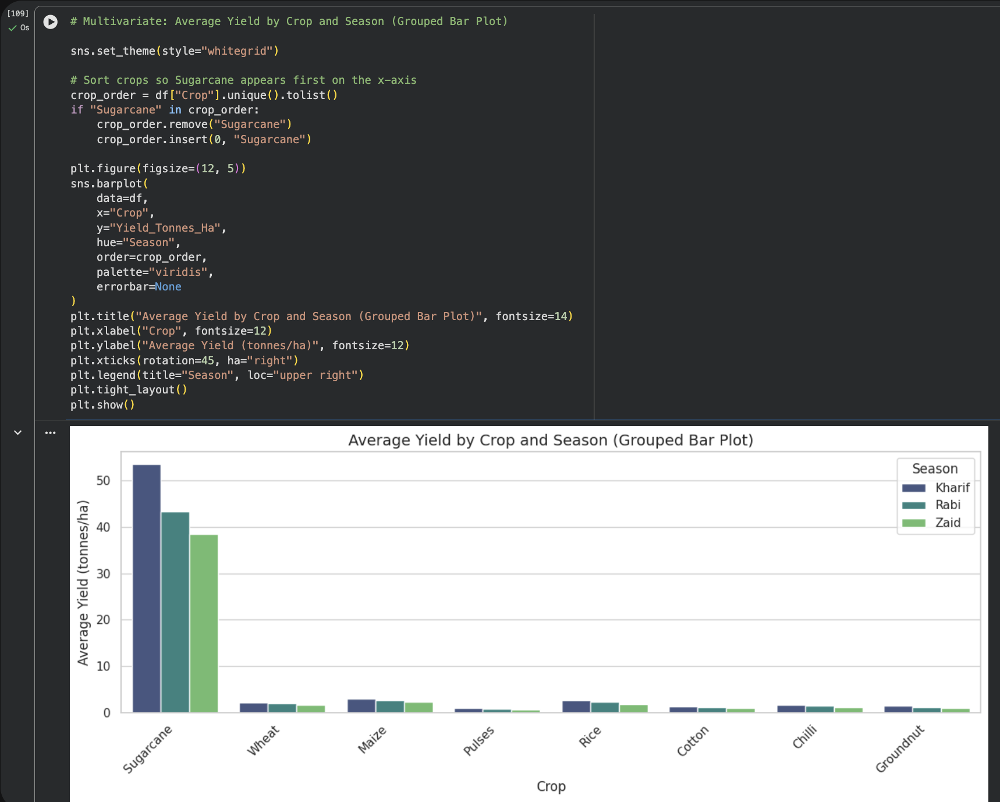 [109]
0s
# Multivariate: Average Yield by Crop and Season (Grouped Bar Plot)
sns.set_theme(style="whitegrid")
# Sort crops so Sugarcane appears first on the x-axis
crop_order = df["Crop"].unique().tolist()
if "Sugarcane" in crop_order:
    crop_order.remove("Sugarcane")
    crop_order.insert(0, "Sugarcane")
plt.figure(figsize=(12, 5))
sns.barplot(
    data=df,
    x="Crop",
    y="Yield_Tonnes_Ha",
    hue="Season",
    order=crop_order,
    palette="viridis",
    errorbar=None
)
plt.title("Average Yield by Crop and Season (Grouped Bar Plot)", fontsize=14)
plt.xlabel("Crop", fontsize=12)
plt.ylabel("Average Yield (tonnes/ha)", fontsize=12)
plt.xticks(rotation=45, ha="right")
plt.legend(title="Season", loc="upper right")
plt.tight_layout()
plt.show()
Average Yield by Crop and Season (Grouped Bar Plot)
Season
Kharif
Rabi
Zaid
Average Yield (tonnes/ha)
50
40
30
20
10
0
Sugarcane
Wheat
Maize
Pulses
Rice
Cotton
Chilli
Groundnut
Crop